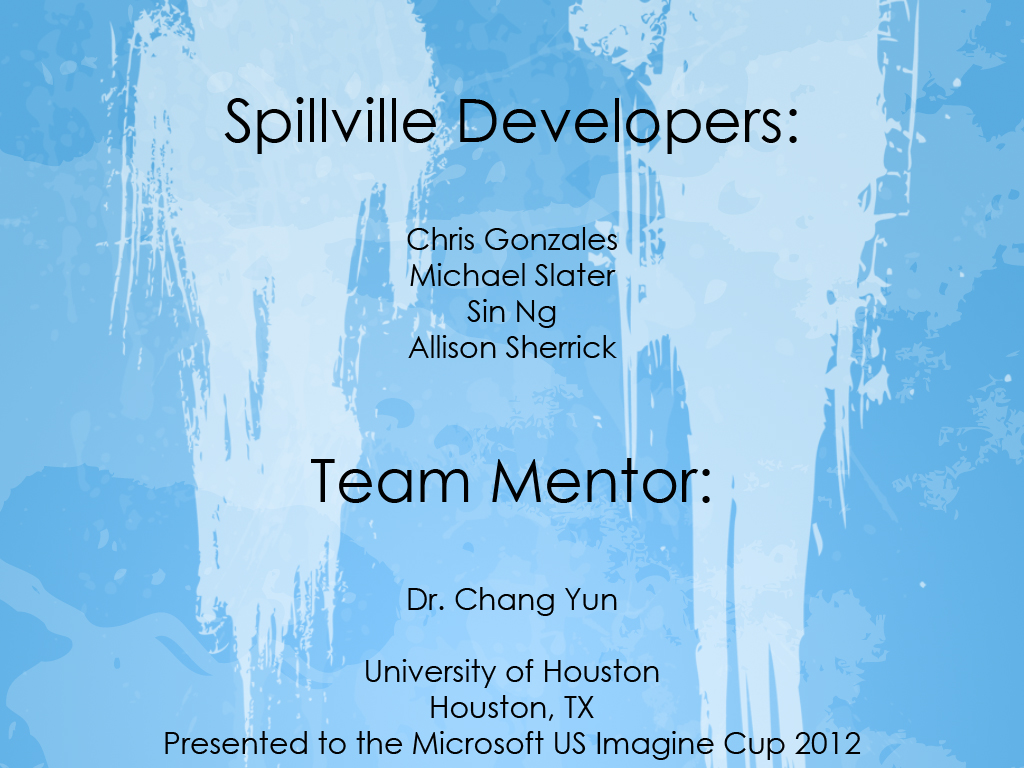 Spillville Developers:
Chris Gonzales
Michael Slater
Sin Ng
Allison Sherrick
Team Mentor:
Dr. Chang Yun
University of Houston
Houston, TX
Presented to the Microsoft US Imagine Cup 2012